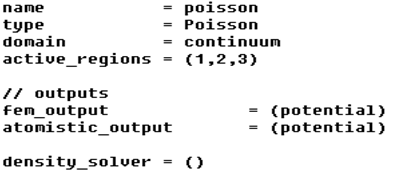 name = poisson
type = Poisson
domain = continuum
active_regions = (1,2,3)
// outputs
fem_output = (potential)
atomistic_output = (potential)
density_solver = ()